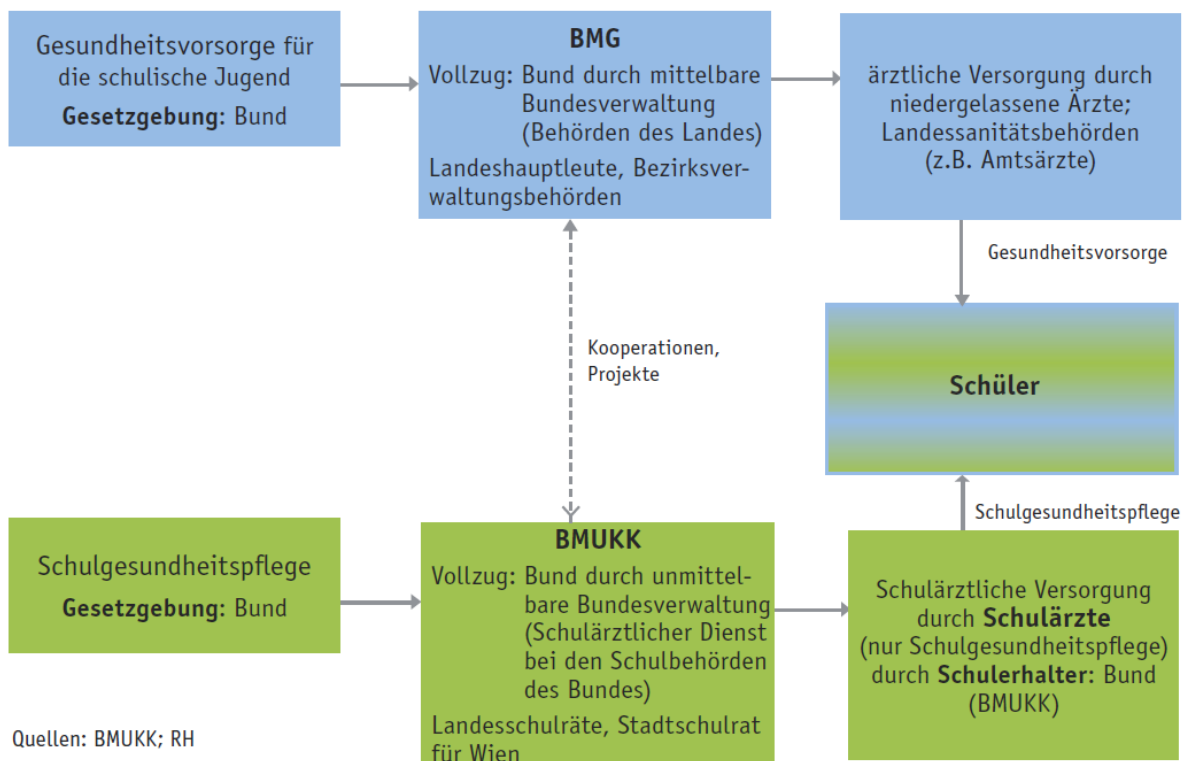 Gesundheitsvorsorge für
die schulische Jugend
Gesetzgebung: Bund
BMG
Vollzug: Bund durch mittelbare
Bundesverwaltung
(Behörden des Landes)
Landeshauptleute, Bezirksver-
waltungsbehörden
ärztliche Versorgung durch
niedergelassene Ärzte;
Landessanitätsbehörden
(z.B. Amtsärzte)
Gesundheitsvorsorge
Kooperationen,
Projekte
Schüler
Schulgesundheitspflege
Schulgesundheitspflege
Gesetzgebung: Bund
BMUKK
Vollzug: Bund durch unmittel-
bare Bundesverwaltung
(Schulärztlicher Dienst
bei den Schulbehörden
des Bundes)
Landesschulräte, Stadtschulrat
für Wien
Schulärztliche Versorgung
durch Schulärzte
(nur Schulgesundheitspflege)
durch Schulerhalter: Bund
(BMUKK)
Quellen: BMUKK; RH